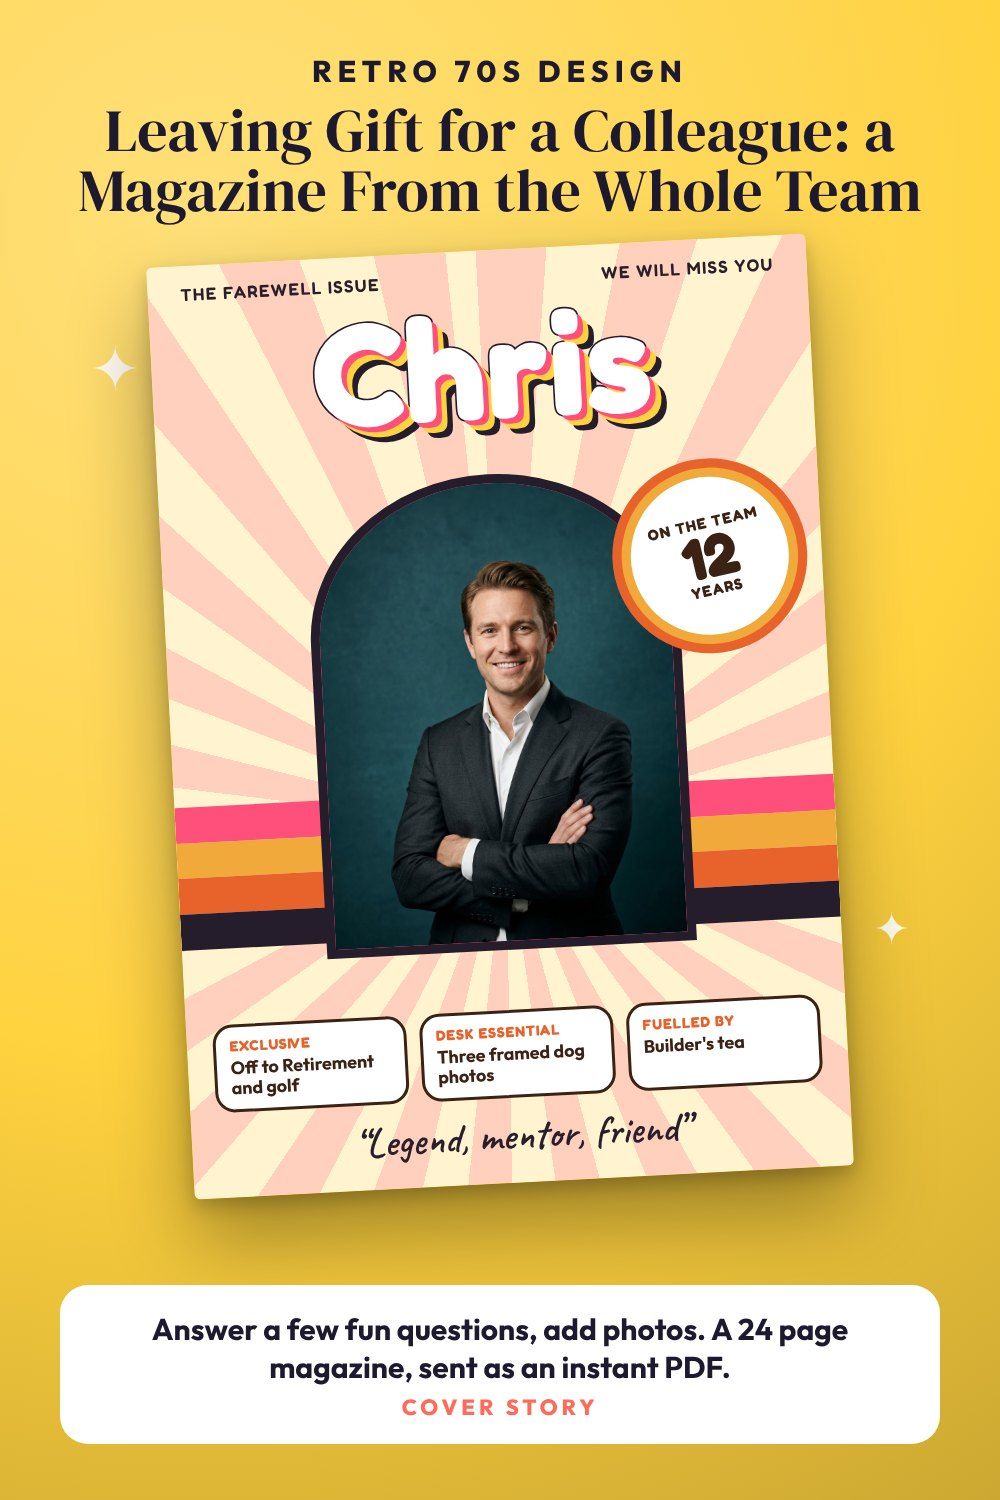 RETRO 70S DESIGN
Leaving Gift for a Colleague: a
Magazine From the Whole Team
THE FAREWELL ISSUE
WE WILL MISS YOU
Chris
ON THE TEAM
12
YEARS
EXCLUSIVE
Off to Retirement
and golf
DESK ESSENTIAL
Three framed dog
photos
FUELLED BY
Builder's tea
“Legend, mentor, friend”
Answer a few fun questions, add photos. A 24 page
magazine, sent as an instant PDF.
COVER STORY